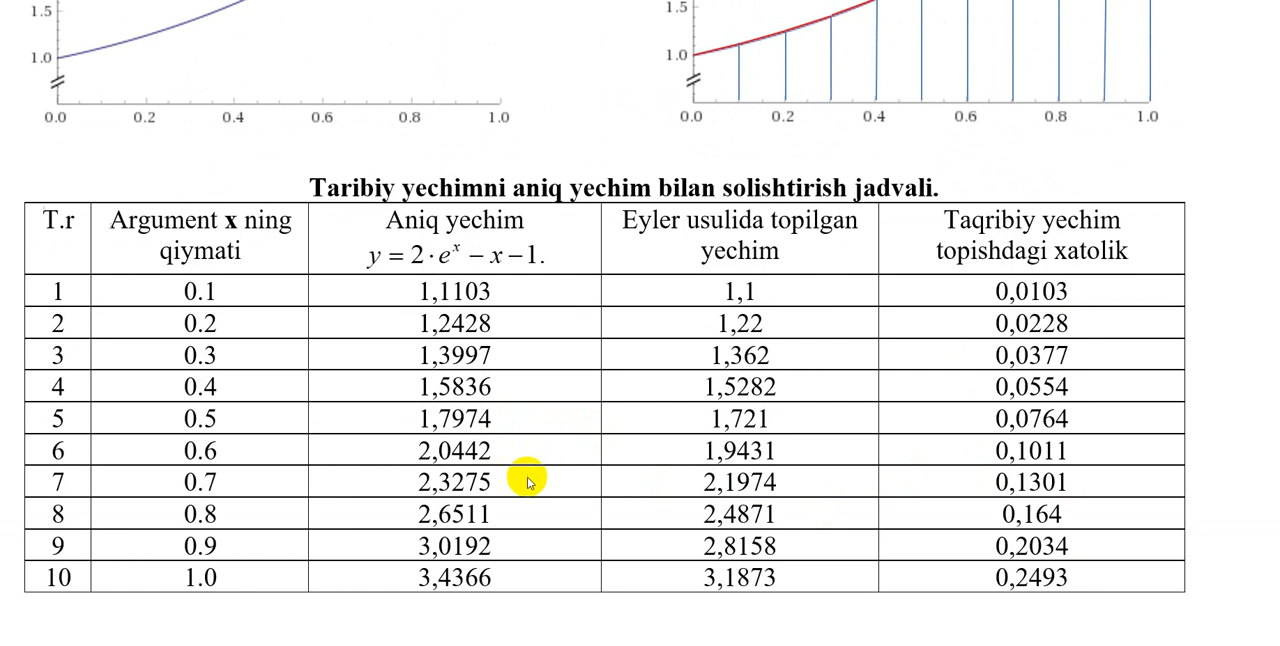 1.5
1.0
0.0 0.2 0.4 0.6 0.8 1.0
1.5
1.0
0.0 0.2 0.4 0.6 0.8 1.0
Taribiy yechimni aniq yechim bilan solishtirish jadvali.
T.r Argument x ning qiymati Aniq yechim y = 2·eˣ − x − 1. Eyler usulida topilgan yechim Taqribiy yechim topishdagi xatolik
1 0.1 1,1103 1,1 0,0103
2 0.2 1,2428 1,22 0,0228
3 0.3 1,3997 1,362 0,0377
4 0.4 1,5836 1,5282 0,0554
5 0.5 1,7974 1,721 0,0764
6 0.6 2,0442 1,9431 0,1011
7 0.7 2,3275 2,1974 0,1301
8 0.8 2,6511 2,4871 0,164
9 0.9 3,0192 2,8158 0,2034
10 1.0 3,4366 3,1873 0,2493